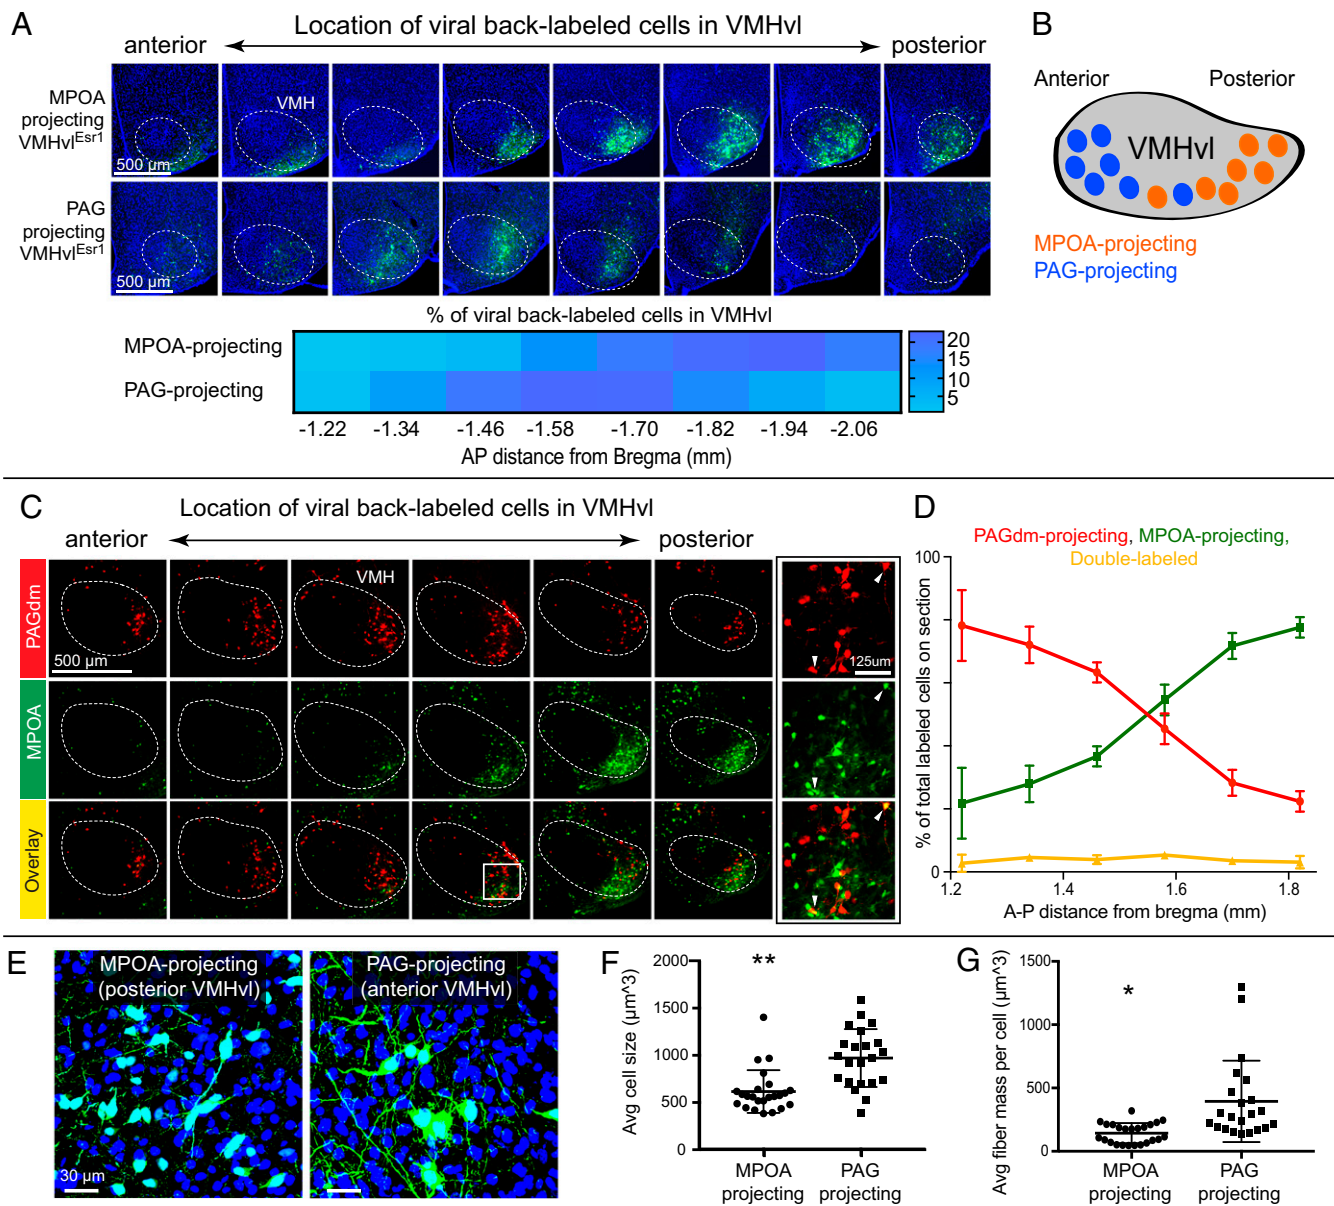 A
Location of viral back-labeled cells in VMHvl
anterior
posterior
MPOA
projecting
VMHvlEsr1
VMH
500 µm
PAG
projecting
VMHvlEsr1
500 µm
% of viral back-labeled cells in VMHvl
MPOA-projecting
PAG-projecting
20
15
10
5
-1.22 -1.34 -1.46 -1.58 -1.70 -1.82 -1.94 -2.06
AP distance from Bregma (mm)
B
Anterior
Posterior
VMHvl
MPOA-projecting
PAG-projecting
C
Location of viral back-labeled cells in VMHvl
anterior
posterior
PAGdm
VMH
500 µm
125um
MPOA
Overlay
D
PAGdm-projecting, MPOA-projecting,
Double-labeled
% of total labeled cells on section
100
0
1.2 1.4 1.6 1.8
A-P distance from bregma (mm)
E
MPOA-projecting
(posterior VMHvl)
30 µm
PAG-projecting
(anterior VMHvl)
F
Avg cell size (µm^3)
2000
1500
1000
500
0
**
MPOA
projecting
PAG
projecting
G
Avg fiber mass per cell (µm^3)
1500
1000
500
0
*
MPOA
projecting
PAG
projecting